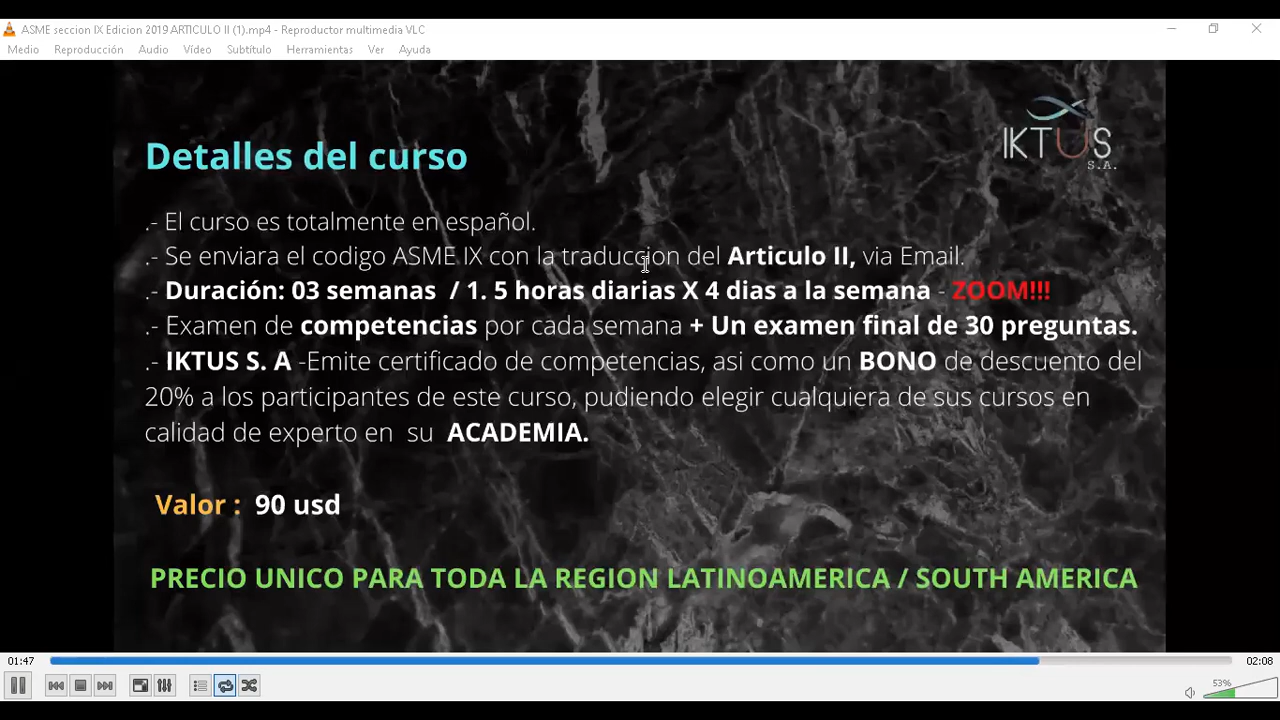 ASME seccion IX Edicion 2019 ARTICULO II (1).mp4 - Reproductor multimedia VLC
Medio Reproducción Audio Vídeo Subtítulo Herramientas Ver Ayuda
IKTUS
S.A.
Detalles del curso
.- El curso es totalmente en español.
.- Se enviara el codigo ASME IX con la traduccion del Articulo II, via Email.
.- Duración: 03 semanas / 1. 5 horas diarias X 4 dias a la semana - ZOOM!!!
.- Examen de competencias por cada semana + Un examen final de 30 preguntas.
.- IKTUS S. A -Emite certificado de competencias, asi como un BONO de descuento del
20% a los participantes de este curso, pudiendo elegir cualquiera de sus cursos en
calidad de experto en su ACADEMIA.
Valor : 90 usd
PRECIO UNICO PARA TODA LA REGION LATINOAMERICA / SOUTH AMERICA
01:47 02:08
53%